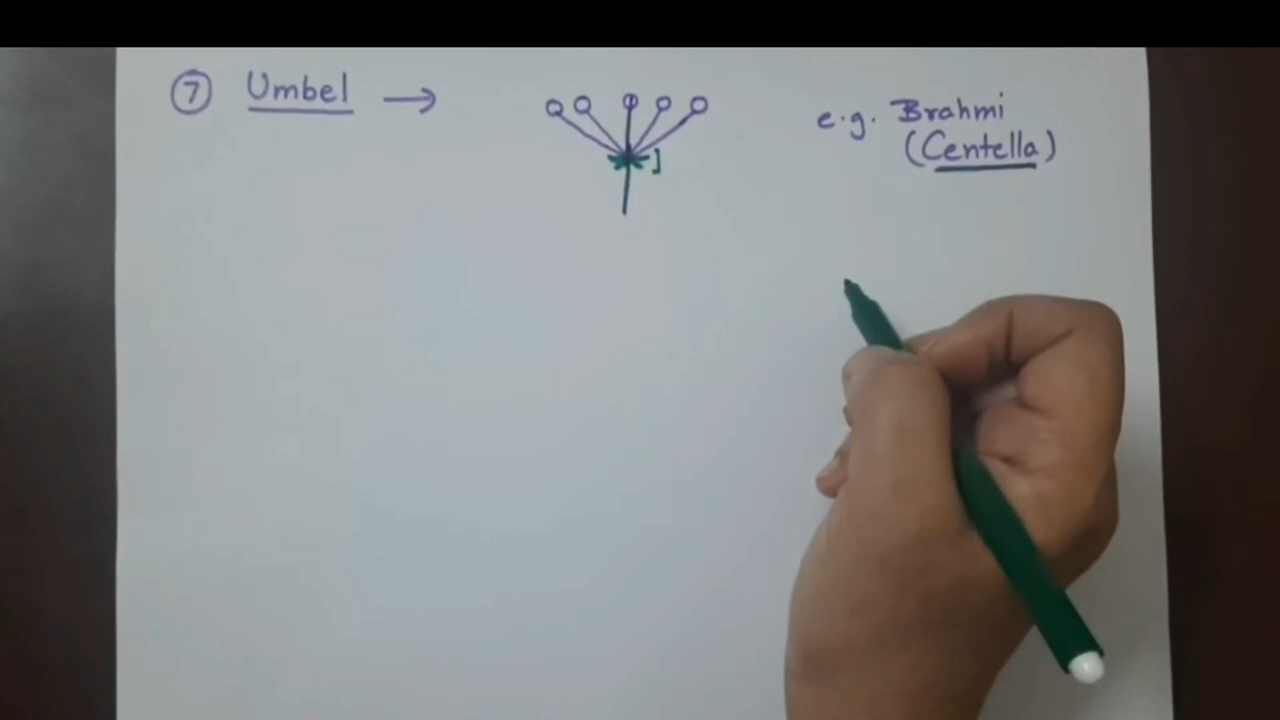 ⑦ Umbel → e.g. Brahmi
(Centella)